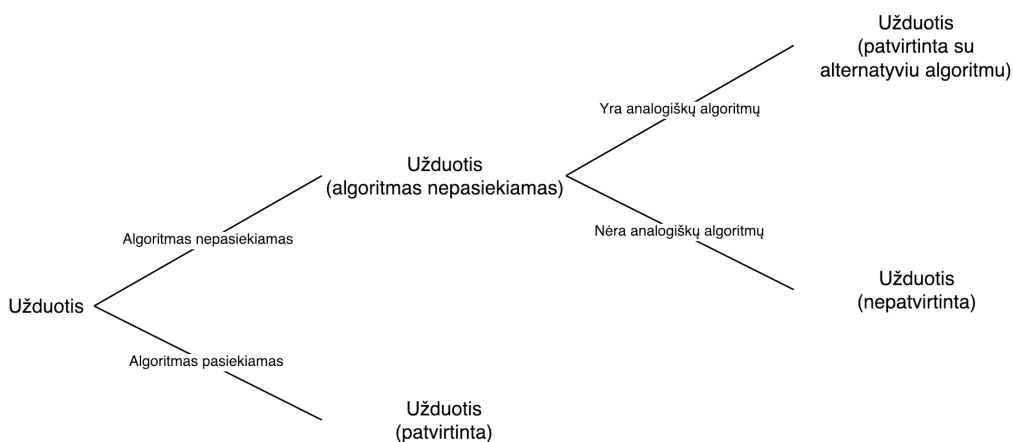 Užduotis
(patvirtinta su
alternatyviu algoritmu)
Yra analogiškų algoritmų
Užduotis
(algoritmas nepasiekiamas)
Nėra analogiškų algoritmų
Algoritmas nepasiekiamas
Užduotis
(nepatvirtinta)
Užduotis
Algoritmas pasiekiamas
Užduotis
(patvirtinta)